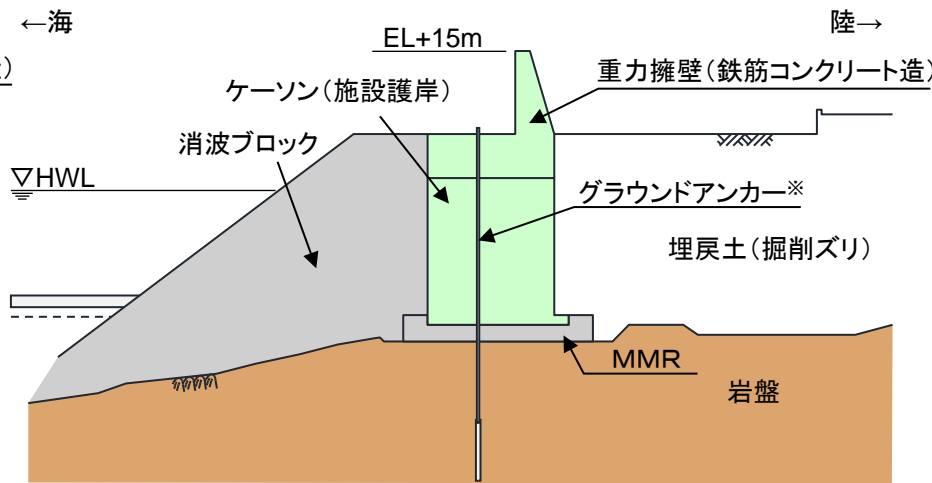 ←海
陸→
EL+15m
)
重力擁壁(鉄筋コンクリート造)
ケーソン(施設護岸)
消波ブロック
▽HWL
グラウンドアンカー※
埋戻土(掘削ズリ)
MMR
岩盤